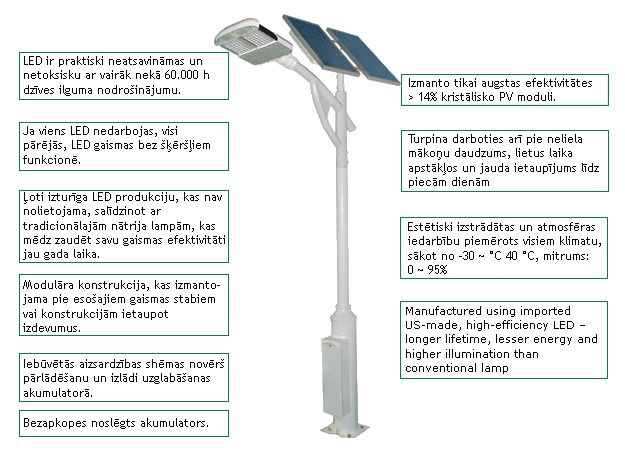 LED ir praktiski neatsavināmas un
netoksisku ar vairāk nekā 60.000 h
dzīves ilguma nodrošinājumu.
Ja viens LED nedarbojas, visi
pārējās, LED gaismas bez šķēršļiem
funkcionē.
Ļoti izturīga LED produkciju, kas nav
nolietojama, salīdzinot ar
tradicionālajām nātrija lampām, kas
mēdz zaudēt savu gaismas efektivitāti
jau gada laika.
Modulāra konstrukcija, kas izmanto-
jama pie esošajiem gaismas stabiem
vai konstrukcijām ietaupot
izdevumus.
Iebūvētās aizsardzības shēmas novērš
pārlādēšanu un izlādi uzglabāšanas
akumulatorā.
Bezapkopes noslēgts akumulators.
Izmanto tikai augstas efektivitātes
> 14% kristālisko PV moduli.
Turpina darboties arī pie neliela
mākoņu daudzums, lietus laika
apstākļos un jauda ietaupījums līdz
piecām dienām
Estētiski izstrādātas un atmosfēras
iedarbību piemērots visiem klimatu,
sākot no -30 ~ °C 40 °C, mitrums:
0 ~ 95%
Manufactured using imported
US-made, high-efficiency LED –
longer lifetime, lesser energy and
higher illumination than
conventional lamp